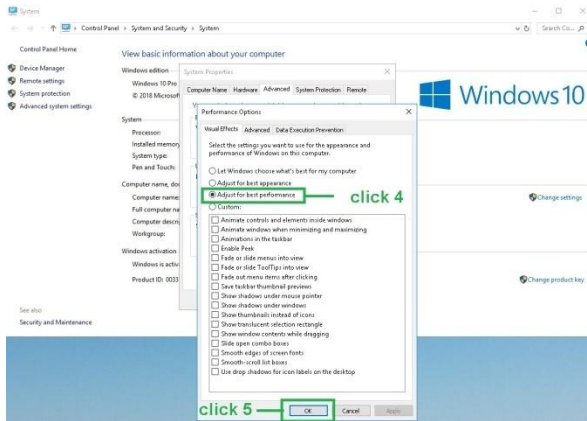 System
Control Panel > System and Security > System
Search Co...
Control Panel Home
Device Manager
Remote settings
System protection
Advanced system settings
See also
Security and Maintenance
View basic information about your computer
Windows edition
Windows 10 Pro
© 2018 Microsoft
System
Processor:
Installed memory
System type:
Pen and Touch:
Computer name, do
Computer name:
Full computer na
Computer descri
Workgroup:
Windows activation
Windows is activ
Product ID: 0033
Windows 10
Change settings
Change product key
System Properties
Computer Name Hardware Advanced System Protection Remote
Performance Options
Visual Effects Advanced Data Execution Prevention
Select the settings you want to use for the appearance and
performance of Windows on this computer.
Let Windows choose what's best for my computer
Adjust for best appearance
Adjust for best performance
click 4
Custom:
Animate controls and elements inside windows
Animate windows when minimizing and maximizing
Animations in the taskbar
Enable Peek
Fade or slide menus into view
Fade or slide ToolTips into view
Fade out menu items after clicking
Save taskbar thumbnail previews
Show shadows under mouse pointer
Show shadows under windows
Show thumbnails instead of icons
Show translucent selection rectangle
Show window contents while dragging
Slide open combo boxes
Smooth edges of screen fonts
Smooth-scroll list boxes
Use drop shadows for icon labels on the desktop
click 5
OK Cancel Apply